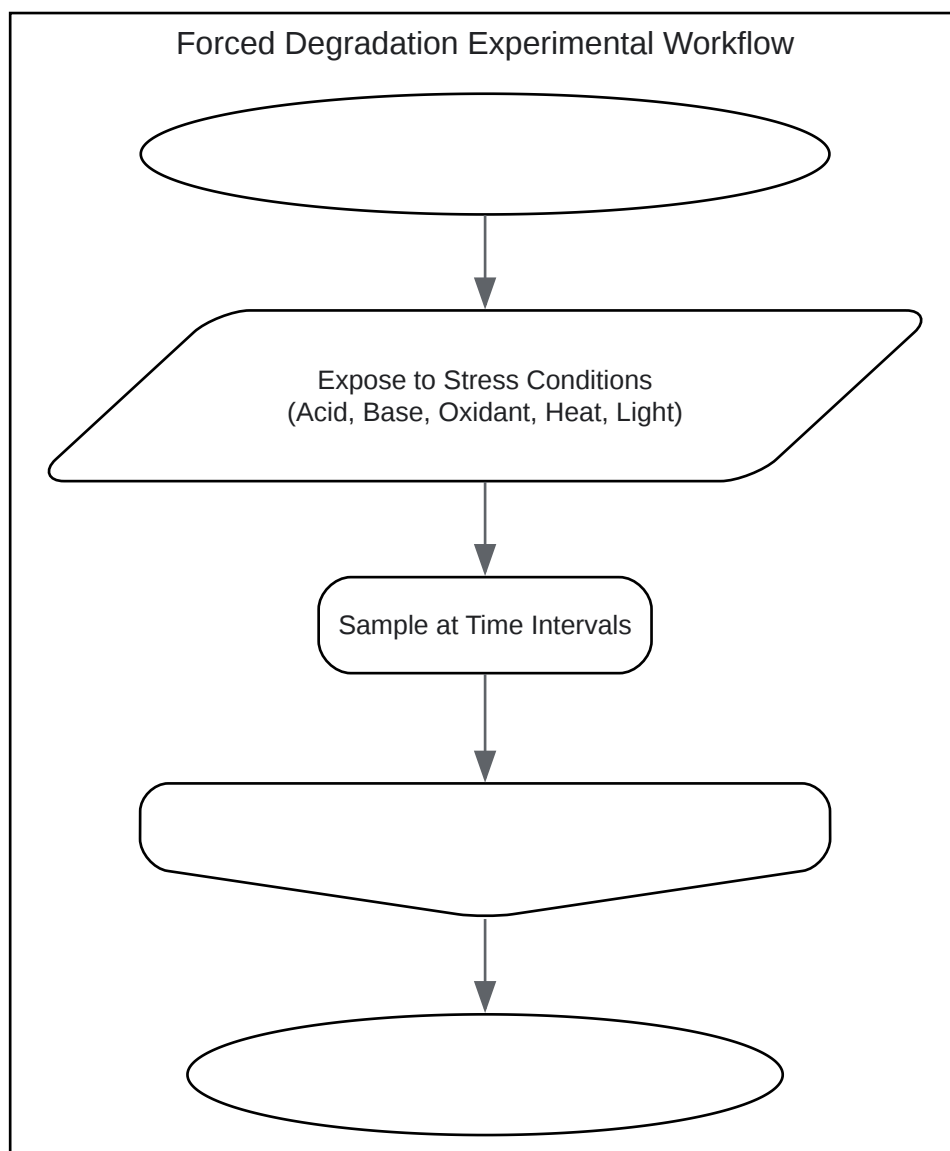 Forced Degradation Experimental Workflow
Expose to Stress Conditions
(Acid, Base, Oxidant, Heat, Light)
Sample at Time Intervals